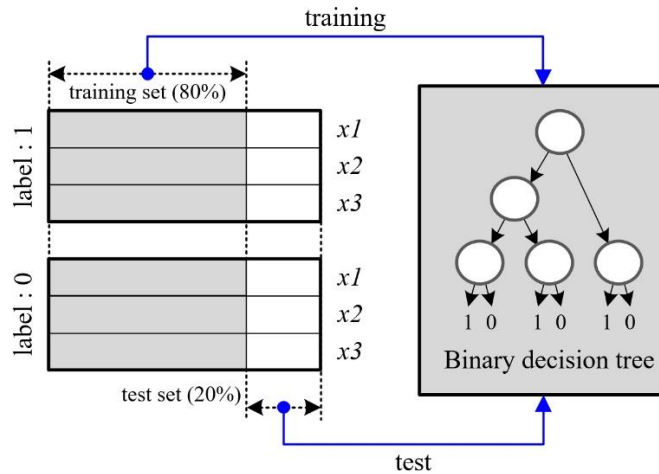 training
training set (80%)
label : 1
x1
x2
x3
label : 0
x1
x2
x3
test set (20%)
1 0 1 0 1 0
Binary decision tree
test